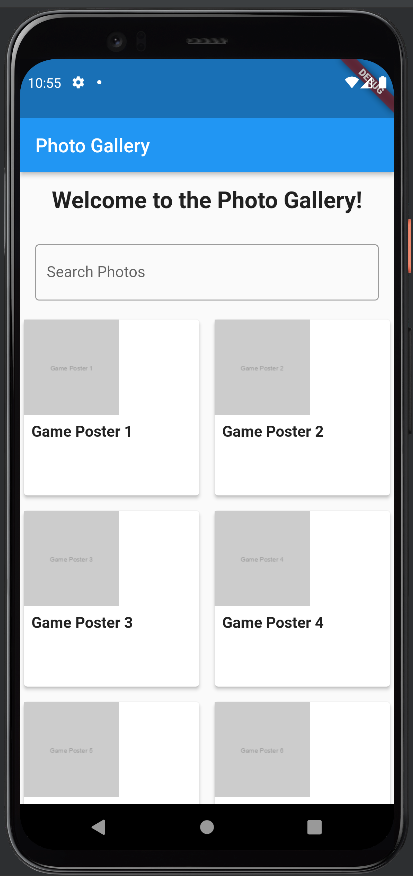 10:55
DEBUG
Photo Gallery
Welcome to the Photo Gallery!
Search Photos
Game Poster 1
Game Poster 2
Game Poster 1
Game Poster 2
Game Poster 3
Game Poster 4
Game Poster 3
Game Poster 4
Game Poster 5
Game Poster 6